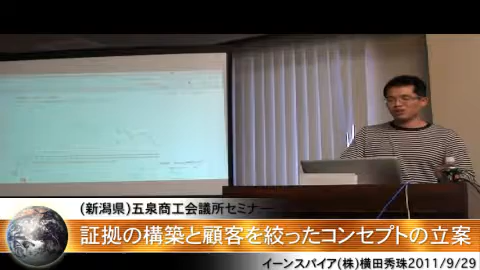 (新潟県)五泉商工会議所セミナー
証拠の構築と顧客を絞ったコンセプトの立案
イーンスパイア(株)横田秀珠2011/9/29